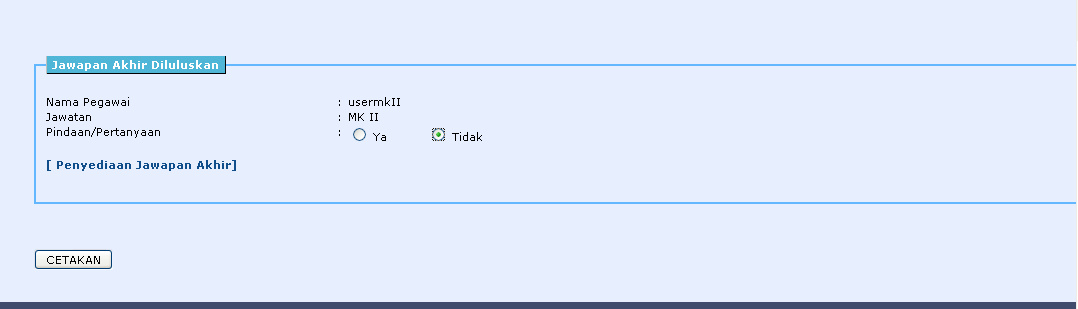 Jawapan Akhir Diluluskan
Nama Pegawai : usermkII
Jawatan : MK II
Pindaan/Pertanyaan : Ya Tidak
[ Penyediaan Jawapan Akhir]
CETAKAN